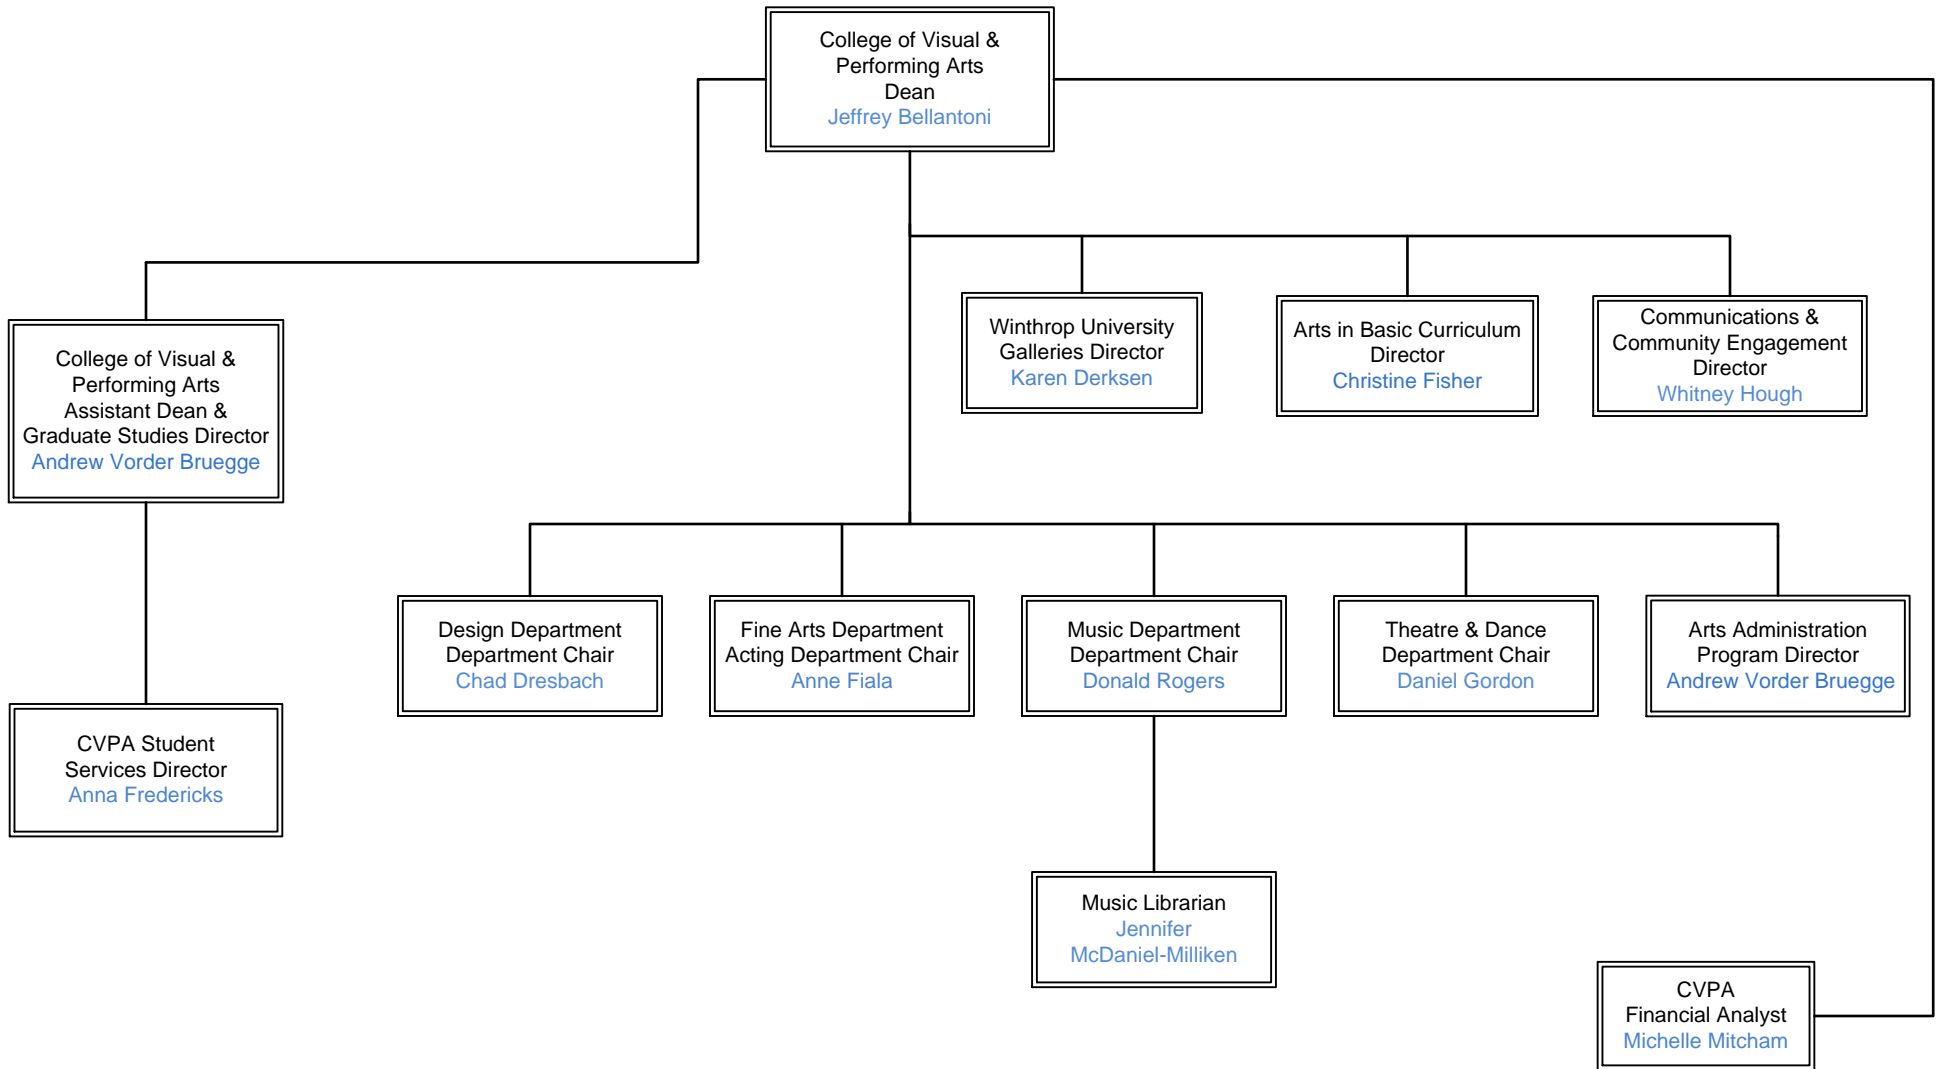 College of Visual &
Performing Arts
Dean
Jeffrey Bellantoni
Winthrop University
Galleries Director
Karen Derksen
Arts in Basic Curriculum
Director
Christine Fisher
Communications &
Community Engagement
Director
Whitney Hough
College of Visual &
Performing Arts
Assistant Dean &
Graduate Studies Director
Andrew Vorder Bruegge
Design Department
Department Chair
Chad Dresbach
Fine Arts Department
Acting Department Chair
Anne Fiala
Music Department
Department Chair
Donald Rogers
Theatre & Dance
Department Chair
Daniel Gordon
Arts Administration
Program Director
Andrew Vorder Bruegge
CVPA Student
Services Director
Anna Fredericks
Music Librarian
Jennifer
McDaniel-Milliken
CVPA
Financial Analyst
Michelle Mitcham